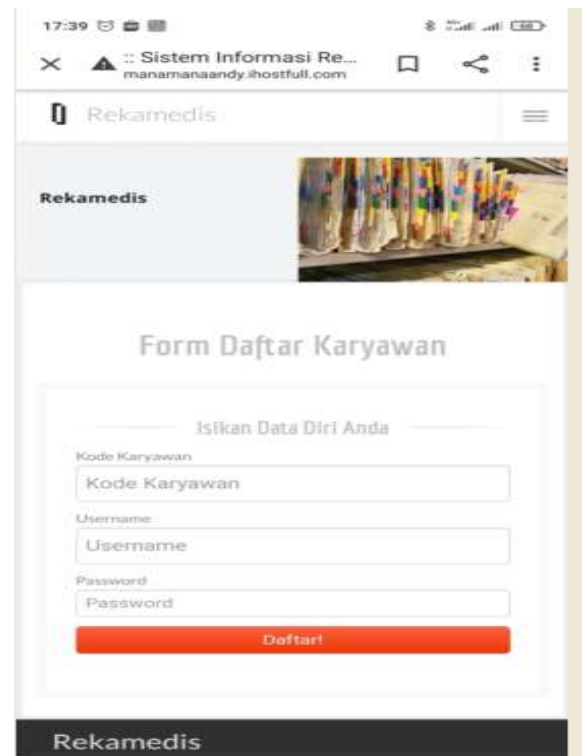 17:39
:: Sistem Informasi Re...
manamanaandy.ihostfull.com
Rekamedis
Rekamedis
Form Daftar Karyawan
Isikan Data Diri Anda
Kode Karyawan
Kode Karyawan
Username
Username
Password
Password
Daftar!
Rekamedis